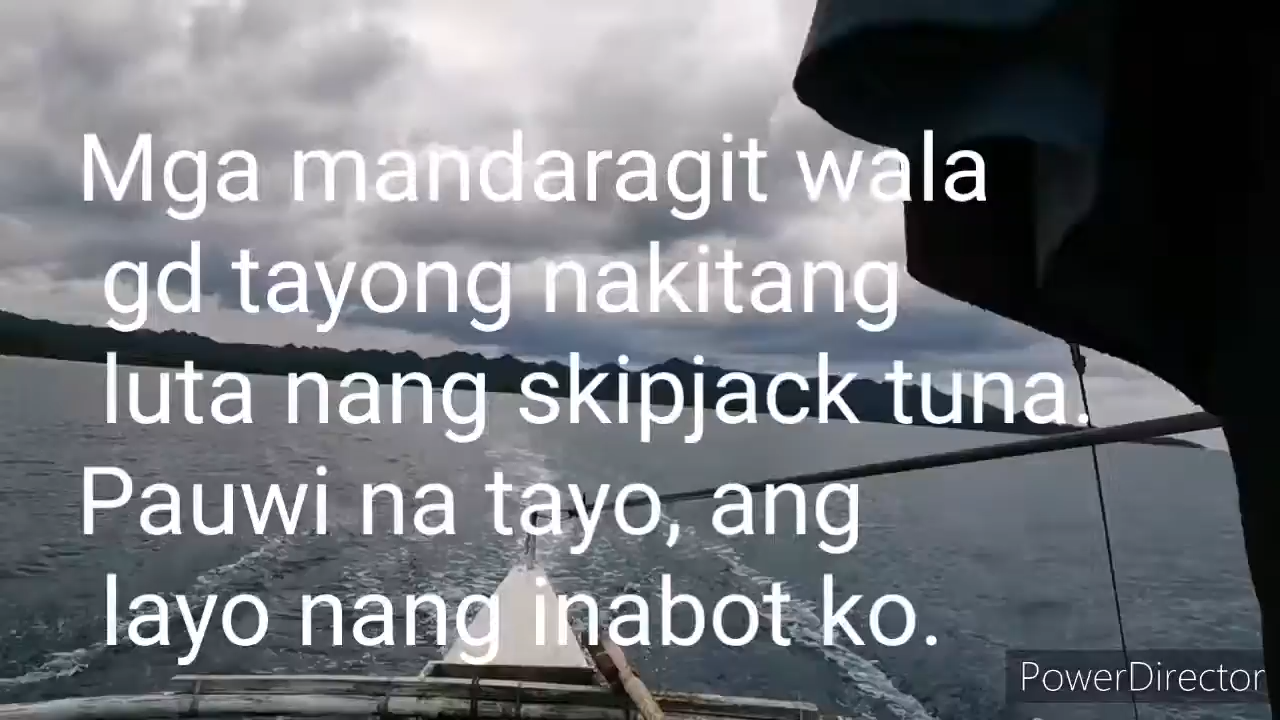 Mga mandaragit wala
gd tayong nakitang
luta nang skipjack tuna.
Pauwi na tayo, ang
layo nang inabot ko.
PowerDirector